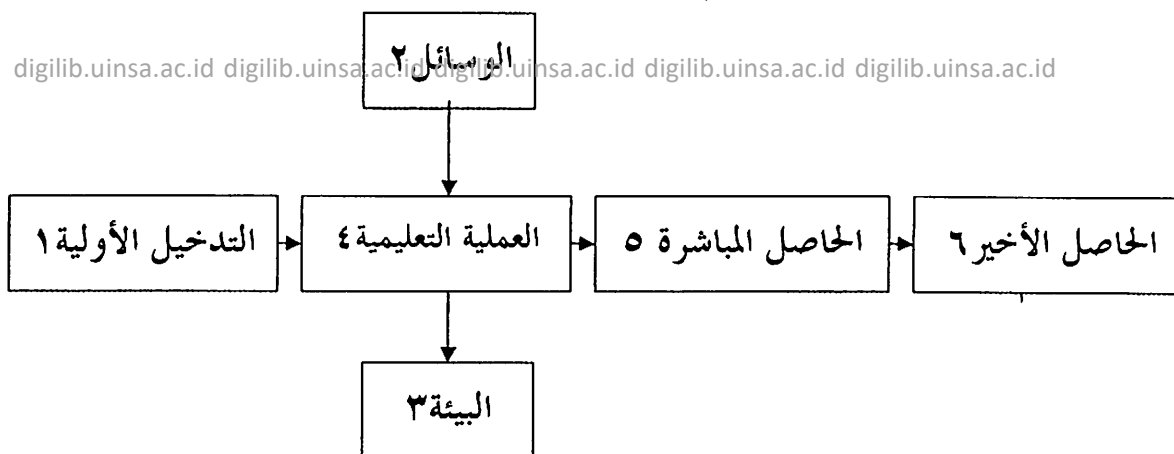 الوسائل٢
digilib.uinsa.ac.id digilib.uinsa.ac.id digilib.uinsa.ac.id digilib.uinsa.ac.id digilib.uinsa.ac.id
التدخيل الأولية١
العملية التعليمية٤
الحاصل المباشرة ٥
الحاصل الأخير٦
البيئة٣